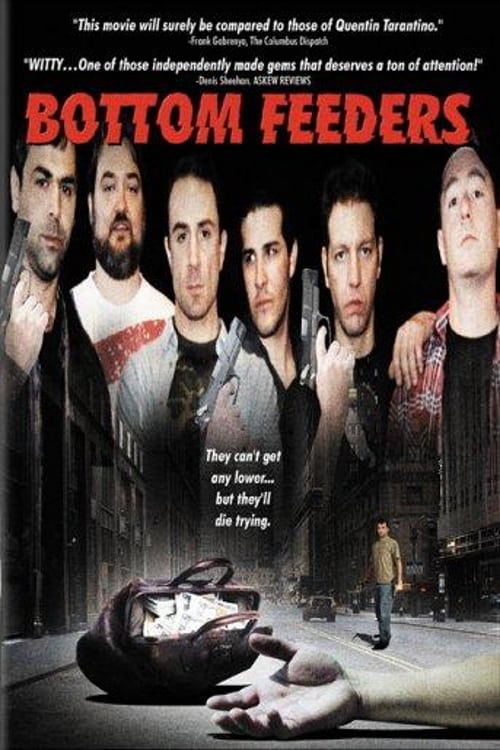 "This movie will surely be compared to those of Quentin Tarantino."
-Frank Gabrenya, The Columbus Dispatch
"WITTY...One of those independently made gems that deserves a ton of attention!"
-Denis Sheehan, ASKEW REVIEWS
BOTTOM FEEDERS
They can't get
any lower...
but they'll
die trying.